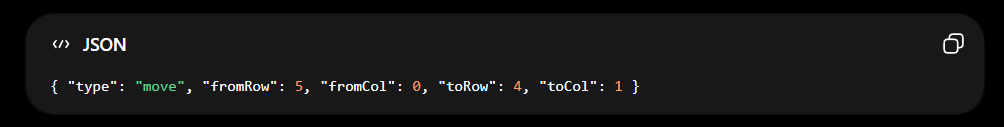 </> JSON
{ "type": "move", "fromRow": 5, "fromCol": 0, "toRow": 4, "toCol": 1 }